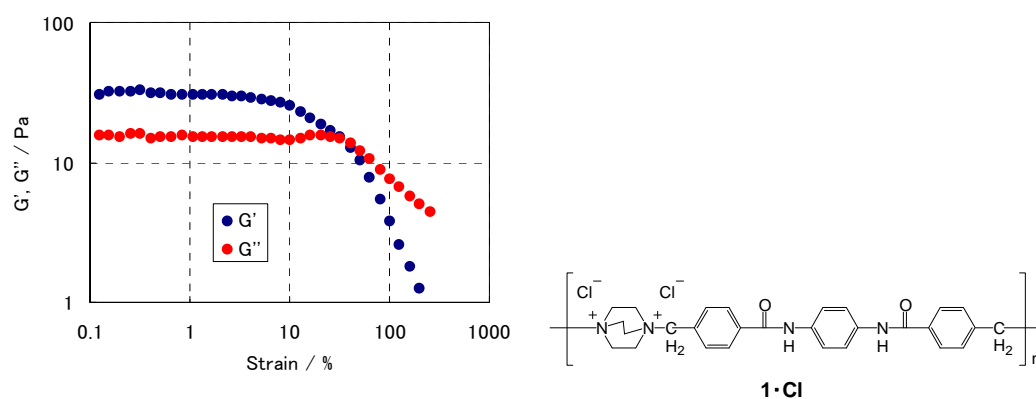 100
10
1
G', G'' / Pa
G'
G''
0.1
1
10
100
1000
Strain / %
Cl⁻
Cl⁻
+
N
+
N
C
H₂
O
N
H
N
H
O
C
H₂
1・Cl